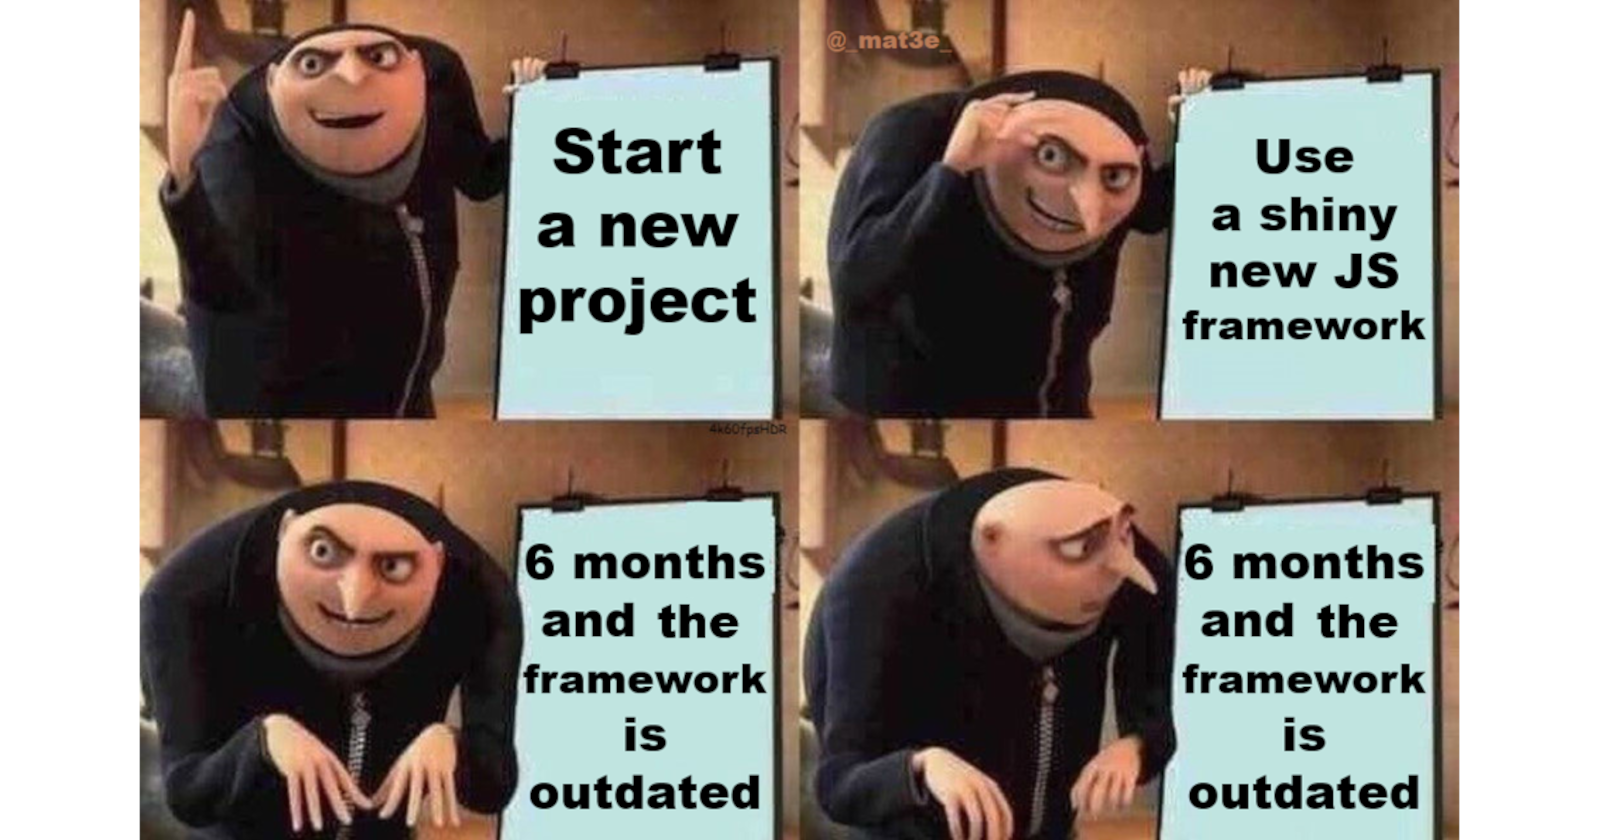 Start
a new
project
@_mat3e_
Use
a shiny
new JS
framework
4k60fpsHDR
6 months
and the
framework
is
outdated
6 months
and the
framework
is
outdated